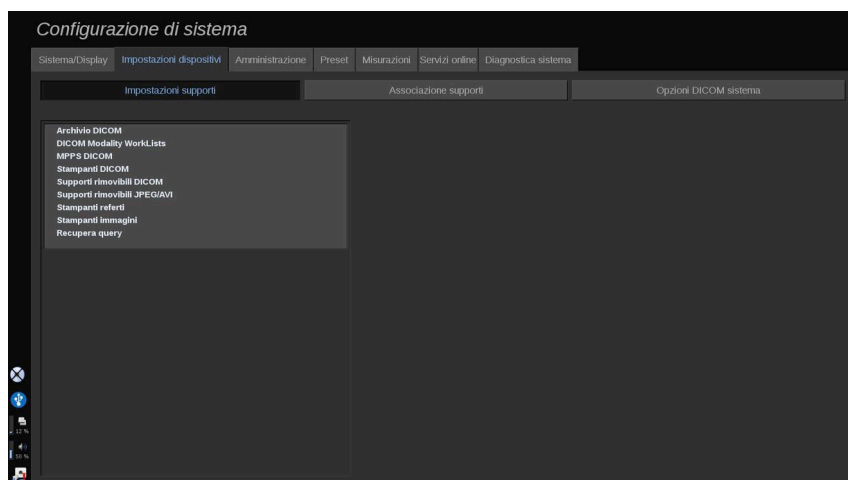 Configurazione di sistema
Sistema/Display Impostazioni dispositivi Amministrazione Preset Misurazioni Servizi online Diagnostica sistema
Impostazioni supporti Associazione supporti Opzioni DICOM sistema
Archivio DICOM
DICOM Modality WorkLists
MPPS DICOM
Stampanti DICOM
Supporti rimovibili DICOM
Supporti rimovibili JPEG/AVI
Stampanti referti
Stampanti immagini
Recupera query
12 %
50 %